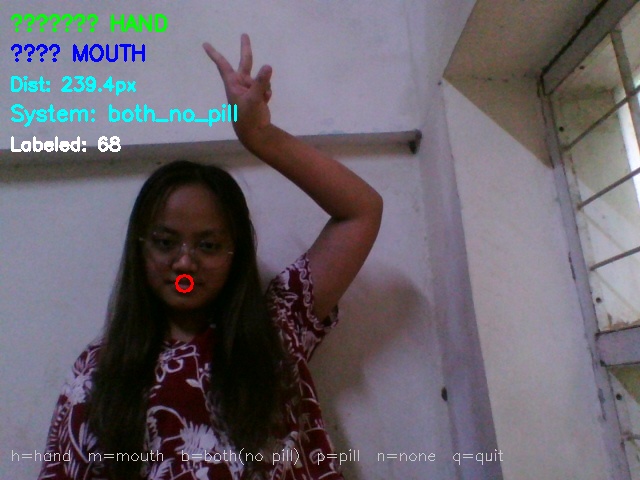 ??????? HAND
???? MOUTH
Dist: 239.4px
System: both_no_pill
Labeled: 68
h=hand m=mouth b=both(no pill) p=pill n=none q=quit